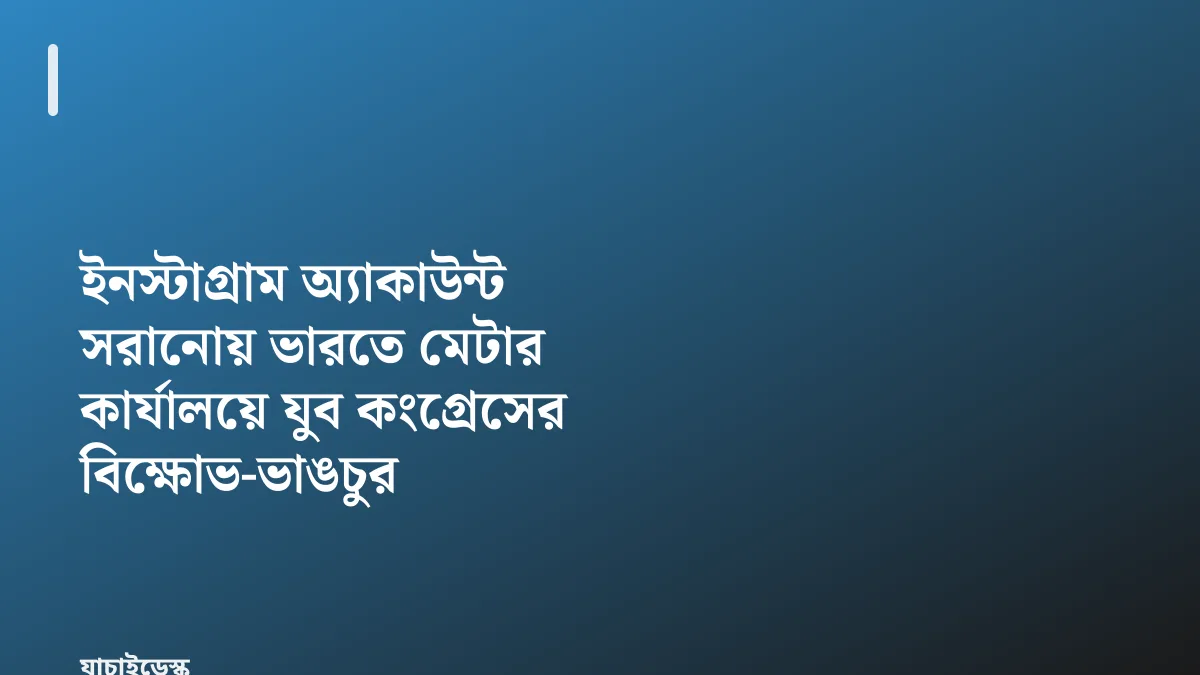 ইনস্টাগ্রাম অ্যাকাউন্ট
সরানোয় ভারতে মেটার
কার্যালয়ে যুব কংগ্রেসের
বিক্ষোভ-ভাঙচুর
যাচাইডেস্ক